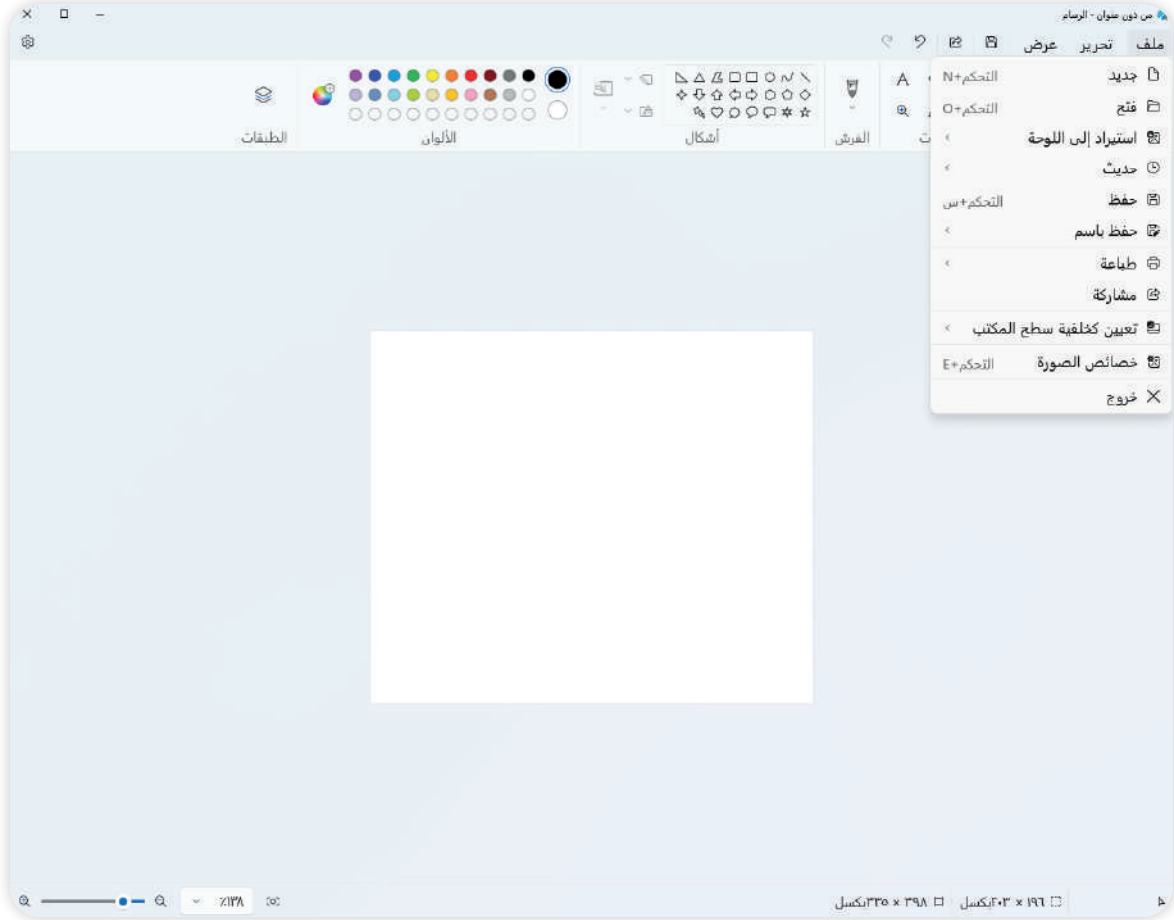 من دون عنوان - الرسام
ملف تحرير عرض
جديد التحكم+N
فتح التحكم+O
استيراد إلى اللوحة
حديث
حفظ التحكم+س
حفظ باسم
طباعة
مشاركة
تعيين كخلفية سطح المكتب
خصائص الصورة التحكم+E
خروج
A
ت
الفرش
أشكال
الألوان
الطبقات
١٩٦ × ٢٠٣بكسل
٣٩٨ × ٣٣٥بكسل
٪١٣٨